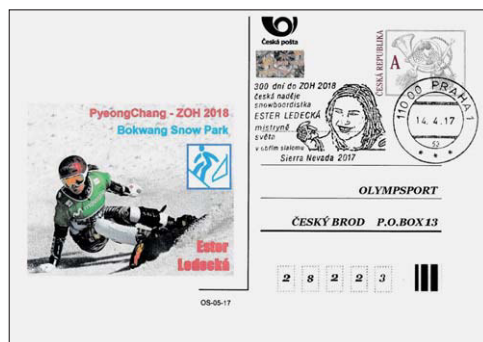 PyeongChang - ZOH 2018
Bokwang Snow Park
Ester
Ledecká
OS-05-17
Česká pošta
300 dní do ZOH 2018
česká naděje
snowboardistka
ESTER LEDECKÁ
mistryně
světa
v obřím slalomu
Sierra Nevada 2017
ČESKÁ REPUBLIKA
A
110 00 PRAHA 1
14.4.17
OLYMPSPORT
ČESKÝ BROD P.O.BOX 13
2 8 2 2 3